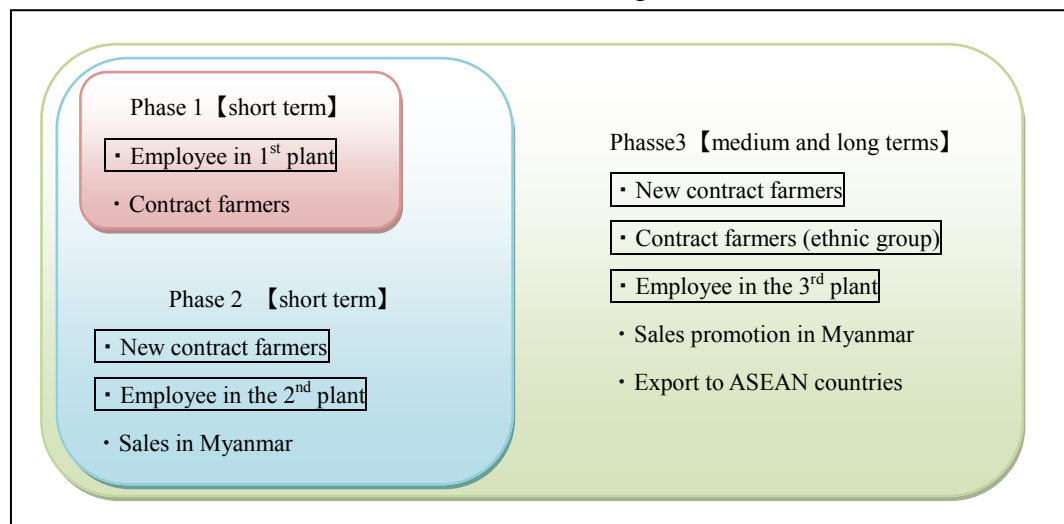 Phase 1【short term】
・Employee in 1st plant
・Contract farmers
Phase 2 【short term】
・New contract farmers
・Employee in the 2nd plant
・Sales in Myanmar
Phasse3【medium and long terms】
・New contract farmers
・Contract farmers (ethnic group)
・Employee in the 3rd plant
・Sales promotion in Myanmar
・Export to ASEAN countries